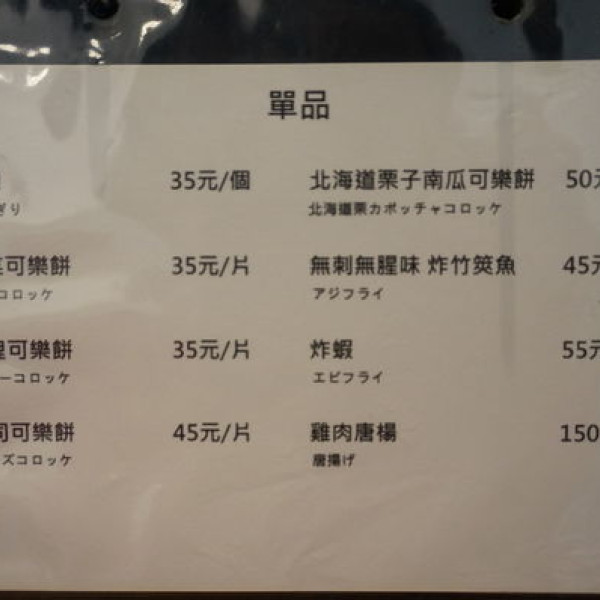 單品
35元/個
ぎり
可樂餅 35元/片
コロッケ
可樂餅 35元/片
ーコロッケ
司可樂餅 45元/片
ズコロッケ
北海道栗子南瓜可樂餅 50元
北海道栗カボッチャコロッケ
無刺無腥味 炸竹筴魚 45元
アジフライ
炸蝦 55元
エビフライ
雞肉唐楊 150
唐揚げ